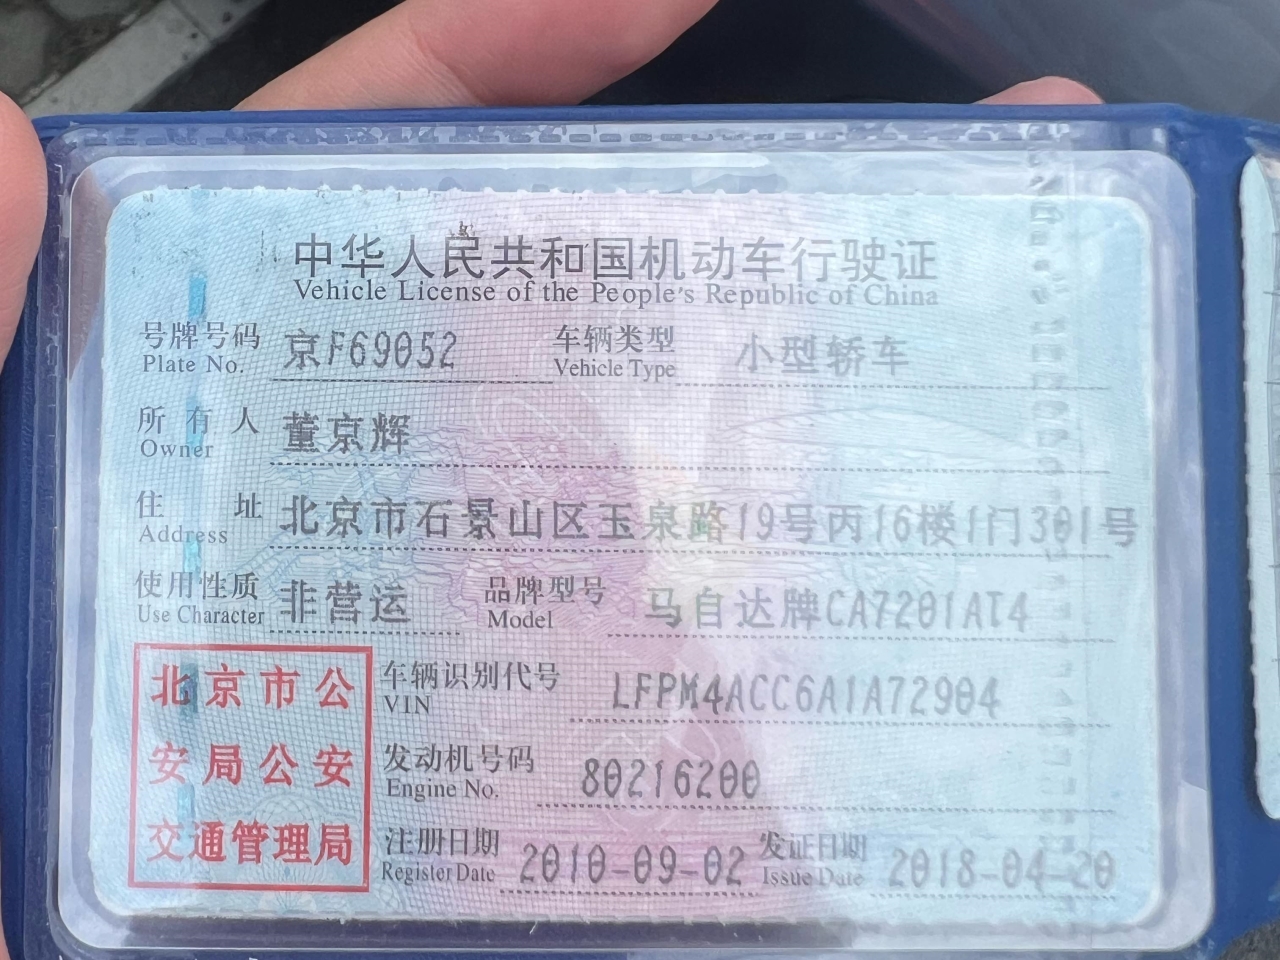 中华人民共和国机动车行驶证
Vehicle License of the People's Republic of China
号牌号码 京F69052 车辆类型 小型轿车
Plate No. Vehicle Type
所有人 董京辉
Owner
住址 北京市石景山区玉泉路19号丙16楼1门301号
Address
使用性质 非营运 品牌型号 马自达牌CA7201AT4
Use Character Model
北京市公
安局公安
交通管理局
车辆识别代号 LFPM4ACC6A1A72904
VIN
发动机号码 80216200
Engine No.
注册日期 2010-09-02 发证日期 2018-04-20
Register Date Issue Date